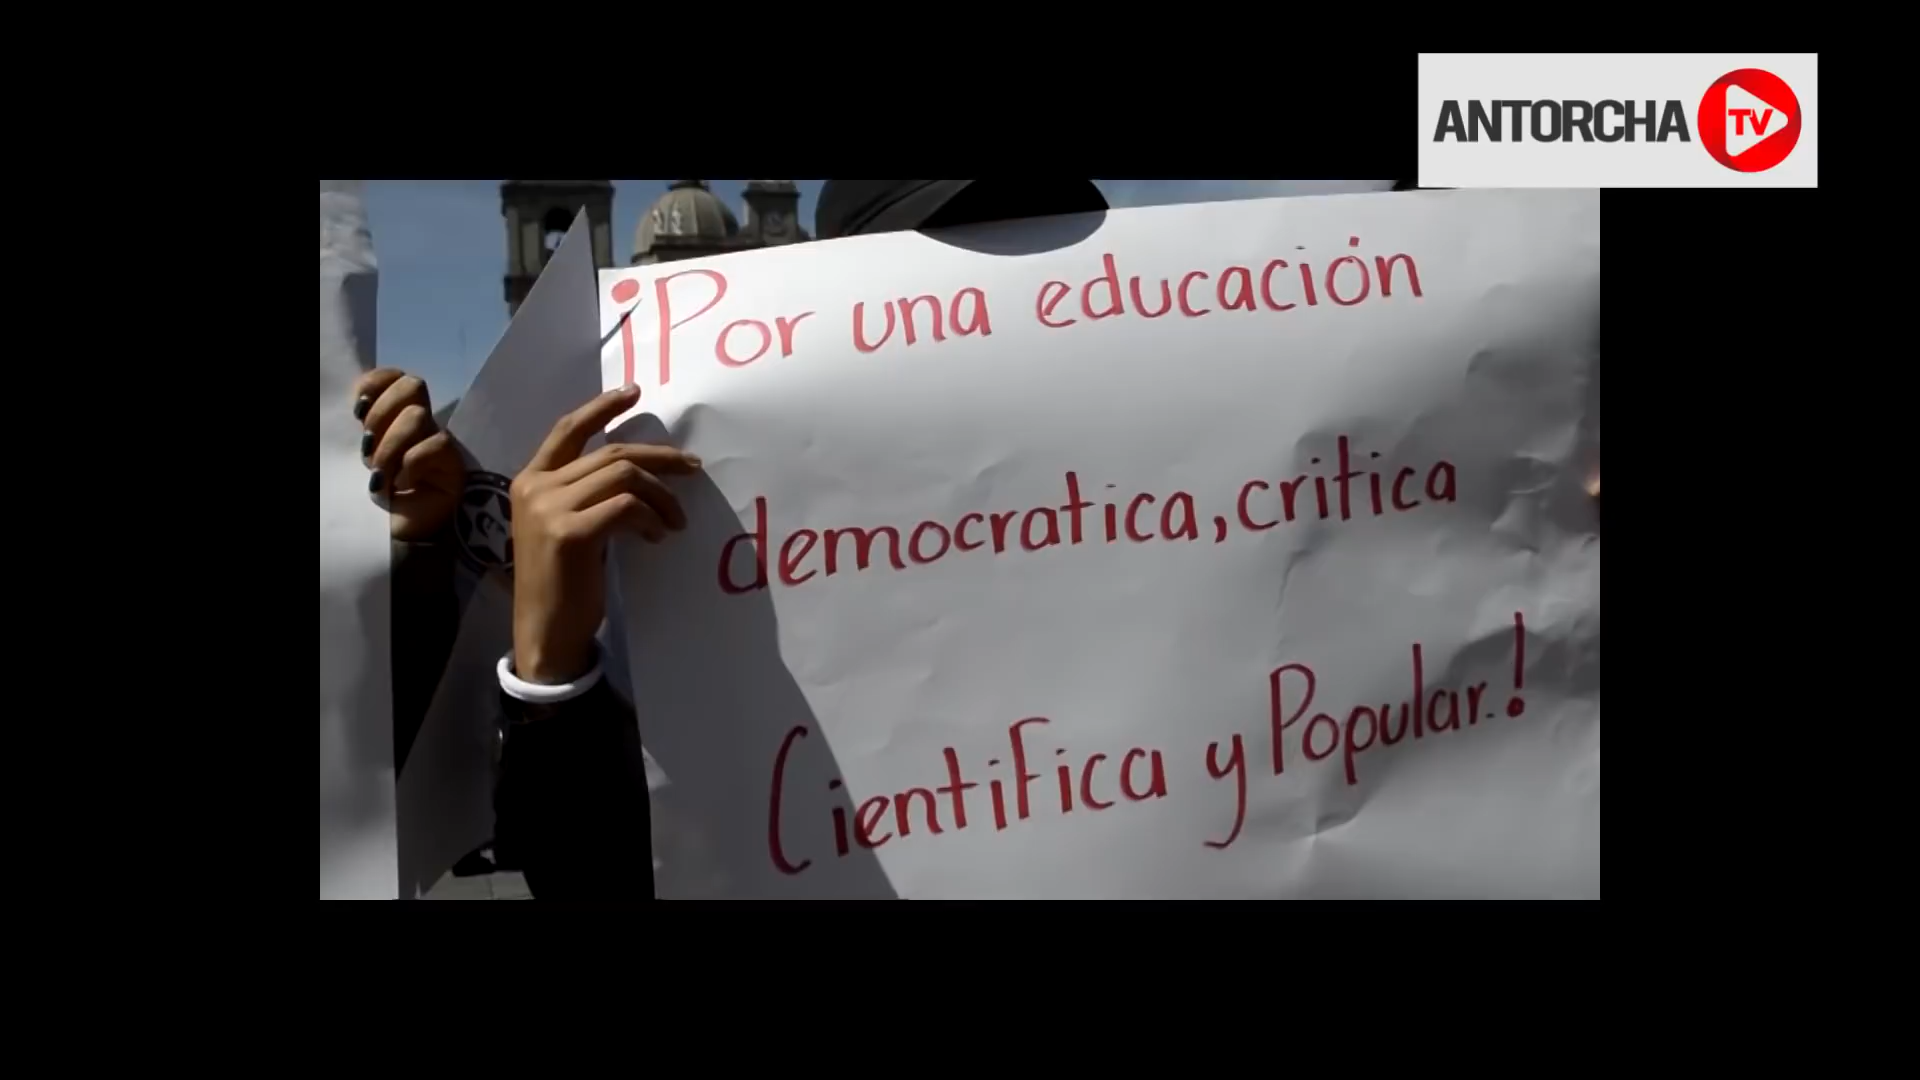 ANTORCHA TV
¡Por una educación
democratica, critica
Cientifica y Popular.!